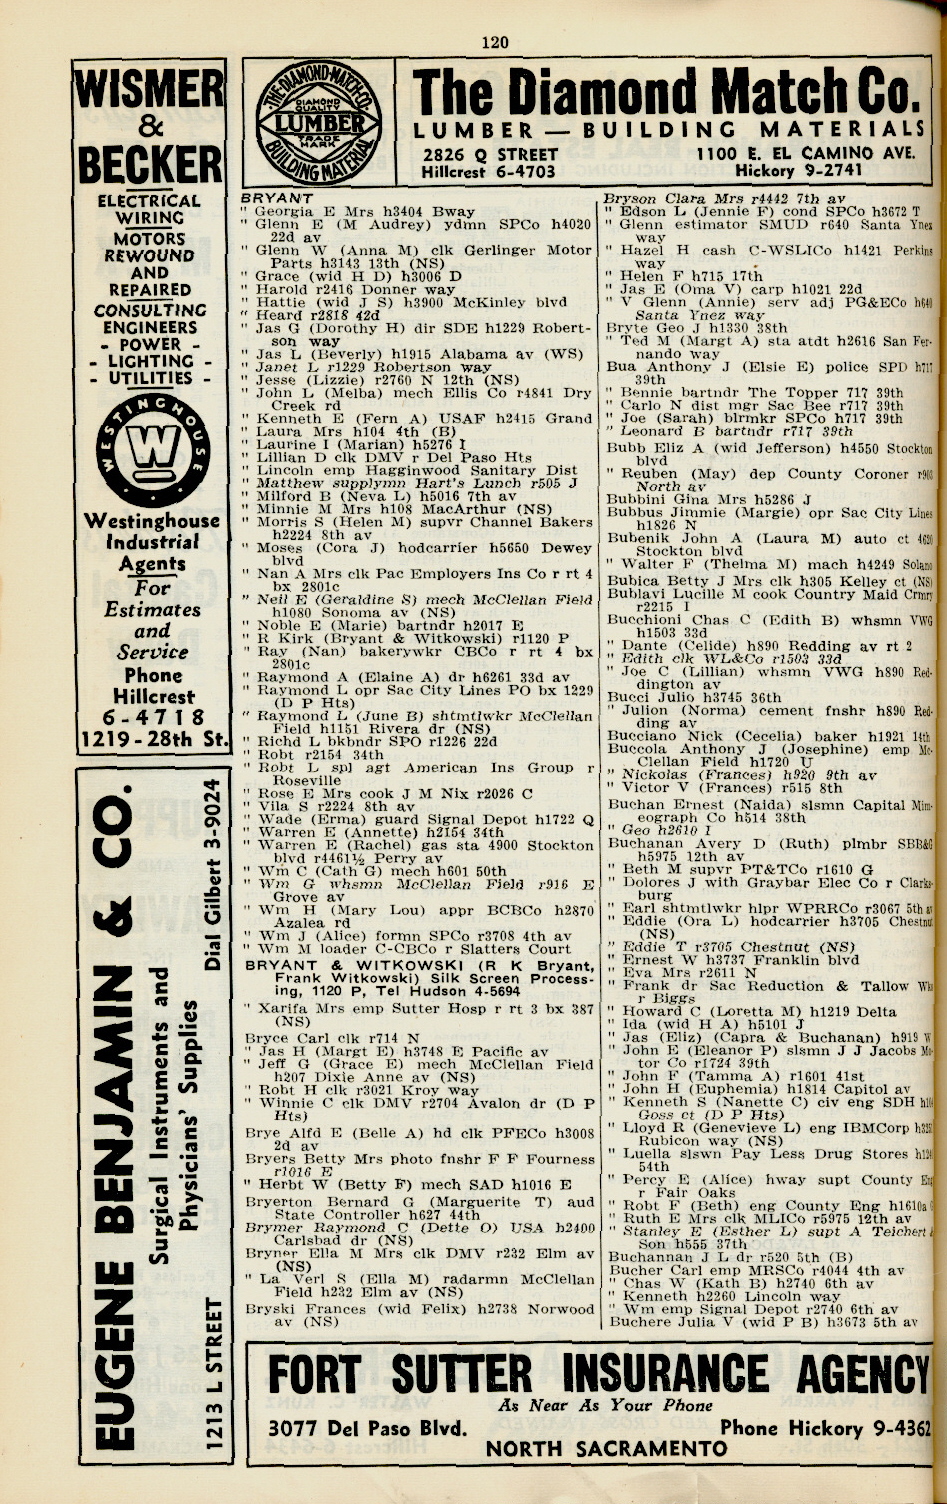 120
WISMER
&
BECKER
ELECTRICAL
WIRING
MOTORS
REWOUND
AND
REPAIRED
CONSULTING
ENGINEERS
- POWER -
- LIGHTING -
- UTILITIES -
WESTINGHOUSE
W
Westinghouse
Industrial
Agents
For
Estimates
and
Service
Phone
Hillcrest
6-4718
1219-28th St.
EUGENE BENJAMIN & CO.
Surgical Instruments and
Physicians' Supplies
1213 L STREET
Dial Gilbert 3-9024
THE-DIAMOND-MATCH-CO.
DIAMOND
QUALITY
LUMBER
TRADE
MARK
BUILDING MATERIAL
The Diamond Match Co.
LUMBER — BUILDING MATERIALS
2826 Q STREET
Hillcrest 6-4703
1100 E. EL CAMINO AVE.
Hickory 9-2741
BRYANT
" Georgia E Mrs h3404 Bway
" Glenn E (M Audrey) ydmn SPCo h4020
22d av
" Glenn W (Anna M) clk Gerlinger Motor
Parts h3143 13th (NS)
" Grace (wid H D) h3006 D
" Harold r2416 Donner way
" Hattie (wid J S) h3900 McKinley blvd
" Heard r2818 42d
" Jas G (Dorothy H) dir SDE h1229 Robert-
son way
" Jas L (Beverly) h1915 Alabama av (WS)
" Janet L r1229 Robertson way
" Jesse (Lizzie) r2760 N 12th (NS)
" John L (Melba) mech Ellis Co r4841 Dry
Creek rd
" Kenneth E (Fern A) USAF h2415 Grand
" Laura Mrs h104 4th (B)
" Laurine I (Marian) h5276 I
" Lillian D clk DMV r Del Paso Hts
" Lincoln emp Hagginwood Sanitary Dist
" Matthew supplymn Hart's Lunch r505 J
" Milford B (Neva L) h5016 7th av
" Minnie M Mrs h108 MacArthur (NS)
" Morris S (Helen M) supvr Channel Bakers
h2224 8th av
" Moses (Cora J) hodcarrier h5650 Dewey
blvd
" Nan A Mrs clk Pac Employers Ins Co r rt 4
bx 2801c
" Neil E (Geraldine S) mech McClellan Field
h1080 Sonoma av (NS)
" Noble E (Marie) bartndr h2017 E
" R Kirk (Bryant & Witkowski) r1120 P
" Ray (Nan) bakerywkr CBCo r rt 4 bx
2801c
" Raymond A (Elaine A) dr h6261 33d av
" Raymond L opr Sac City Lines PO bx 1229
(D P Hts)
" Raymond L (June B) shtmtlwkr McClellan
Field h1151 Rivera dr (NS)
" Richd L bkbndr SPO r1226 22d
" Robt r2154 34th
" Robt L spl agt American Ins Group r
Roseville
" Rose E Mrs cook J M Nix r2026 C
" Vila S r2224 8th av
" Wade (Erma) guard Signal Depot h1722 Q
" Warren E (Annette) h2154 34th
" Warren E (Rachel) gas sta 4900 Stockton
blvd r4461½ Perry av
" Wm C (Cath G) mech h601 50th
" Wm G whsmn McClellan Field r916 E
Grove av
" Wm H (Mary Lou) appr BCBCo h2870
Azalea rd
" Wm J (Alice) formn SPCo r3708 4th av
" Wm M loader C-CBCo r Slatters Court
BRYANT & WITKOWSKI (R K Bryant,
Frank Witkowski) Silk Screen Process-
ing, 1120 P, Tel Hudson 4-5694
" Xarifa Mrs emp Sutter Hosp r rt 3 bx 387
(NS)
Bryce Carl clk r714 N
" Jas H (Margt E) h3748 E Pacific av
" Jeff G (Grace E) mech McClellan Field
h207 Dixie Anne av (NS)
" Robt H clk r3021 Kroy way
" Winnie C clk DMV r2704 Avalon dr (D P
Hts)
Brye Alfd E (Belle A) hd clk PFECo h3008
2d av
Bryers Betty Mrs photo fnshr F F Fourness
r1016 E
" Herbt W (Betty F) mech SAD h1016 E
Bryerton Bernard G (Marguerite T) aud
State Controller h627 44th
Brymer Raymond C (Dette O) USA h2400
Carlsbad dr (NS)
Bryner Ella M Mrs clk DMV r232 Elm av
(NS)
" La Verl S (Ella M) radarmn McClellan
Field h232 Elm av (NS)
Bryski Frances (wid Felix) h2738 Norwood
av (NS)
Bryson Clara Mrs r4442 7th av
" Edson L (Jennie F) cond SPCo h3672 T
" Glenn estimator SMUD r640 Santa Ynez
way
" Hazel H cash C-WSLICo h1421 Perkins
way
" Helen F h715 17th
" Jas E (Oma V) carp h1021 22d
" V Glenn (Annie) serv adj PG&ECo h640
Santa Ynez way
Bryte Geo J h1330 38th
" Ted M (Margt A) sta atdt h2616 San Fer-
nando way
Bua Anthony J (Elsie E) police SPD h717
39th
" Bennie bartndr The Topper 717 39th
" Carlo N dist mgr Sac Bee r717 39th
" Joe (Sarah) blrmkr SPCo h717 39th
" Leonard B bartndr r717 39th
Bubb Eliz A (wid Jefferson) h4550 Stockton
blvd
" Reuben (May) dep County Coroner
North av
Bubbini Gina Mrs h5286 J
Bubbus Jimmie (Margie) opr Sac City Lines
h1826 N
Bubenik John A (Laura M) auto ct 4620
Stockton blvd
" Walter F (Thelma M) mach h4249 Solano
Bubica Betty J Mrs clk h305 Kelley ct (NS)
Bublavi Lucille M cook Country Maid Crmry
r2215 I
Bucchioni Chas C (Edith B) whsmn VWG
h1503 33d
" Dante (Celide) h890 Redding av rt 2
" Edith clk WL&Co r1503 33d
" Joe C (Lillian) whsmn VWG h890 Red-
dington av
Bucci Julio h3745 36th
" Julion (Norma) cement fnshr h890 Red-
ding av
Bucciano Nick (Cecelia) baker h1921 14th
Buccola Anthony J (Josephine) emp Mc-
Clellan Field h1720 U
" Nickolas (Frances) h920 9th av
" Victor V (Frances) r515 8th
Buchan Ernest (Naida) slsmn Capital Mim-
eograph Co h514 38th
" Geo h2610 I
Buchanan Avery D (Ruth) plmbr SBB&G
h5975 12th av
" Beth M supvr PT&TCo r1610 G
" Dolores J with Graybar Elec Co r Clarks-
burg
" Earl shtmtlwkr hlpr WPRRCo r3067 5th av
" Eddie (Ora L) hodcarrier h3705 Chestnut
(NS)
" Eddie T r3705 Chestnut (NS)
" Ernest W h3737 Franklin blvd
" Eva Mrs r2611 N
" Frank dr Sac Reduction & Tallow
r Biggs
" Howard C (Loretta M) h1219 Delta
" Ida (wid H A) h5101 J
" Jas (Eliz) (Capra & Buchanan) h919 W
" John E (Eleanor P) slsmn J J Jacobs Mo-
tor Co r1724 39th
" John F (Tamma A) r1601 41st
" John H (Euphemia) h1814 Capitol av
" Kenneth S (Nanette C) civ eng SDH
Goss ct (D P Hts)
" Lloyd R (Genevieve L) eng IBMCorp
Rubicon way (NS)
" Luella slswn Pay Less Drug Stores
54th
" Percy E (Alice) hway supt County Eng
r Fair Oaks
" Robt F (Beth) eng County Eng h1610a
" Ruth E Mrs clk MLICo r5975 12th av
" Stanley E (Esther L) supt A Teichert &
Son h555 37th
Buchannan J L dr r520 5th (B)
Bucher Carl emp MRSCo r4044 4th av
" Chas W (Kath B) h2740 6th av
" Kenneth h2260 Lincoln way
" Wm emp Signal Depot r2740 6th av
Buchere Julia V (wid P B) h3673 5th av
FORT SUTTER INSURANCE AGENCY
As Near As Your Phone
3077 Del Paso Blvd.
Phone Hickory 9-4362
NORTH SACRAMENTO